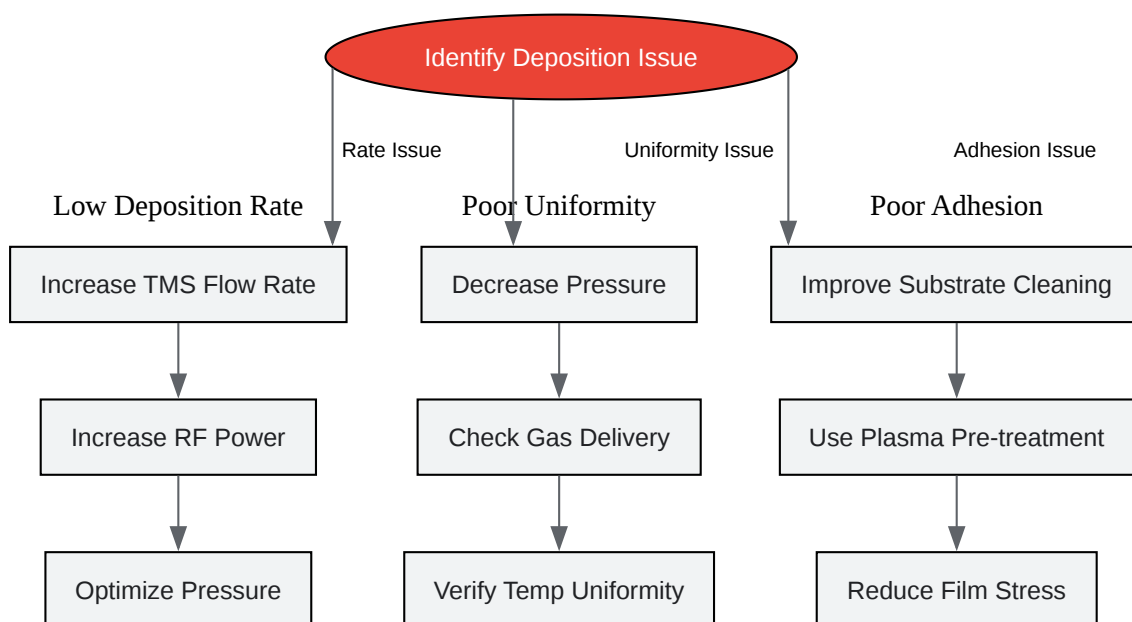 Identify Deposition Issue
Rate Issue
Uniformity Issue
Adhesion Issue
Low Deposition Rate
Poor Uniformity
Poor Adhesion
Increase TMS Flow Rate
Decrease Pressure
Improve Substrate Cleaning
Increase RF Power
Check Gas Delivery
Use Plasma Pre-treatment
Optimize Pressure
Verify Temp Uniformity
Reduce Film Stress